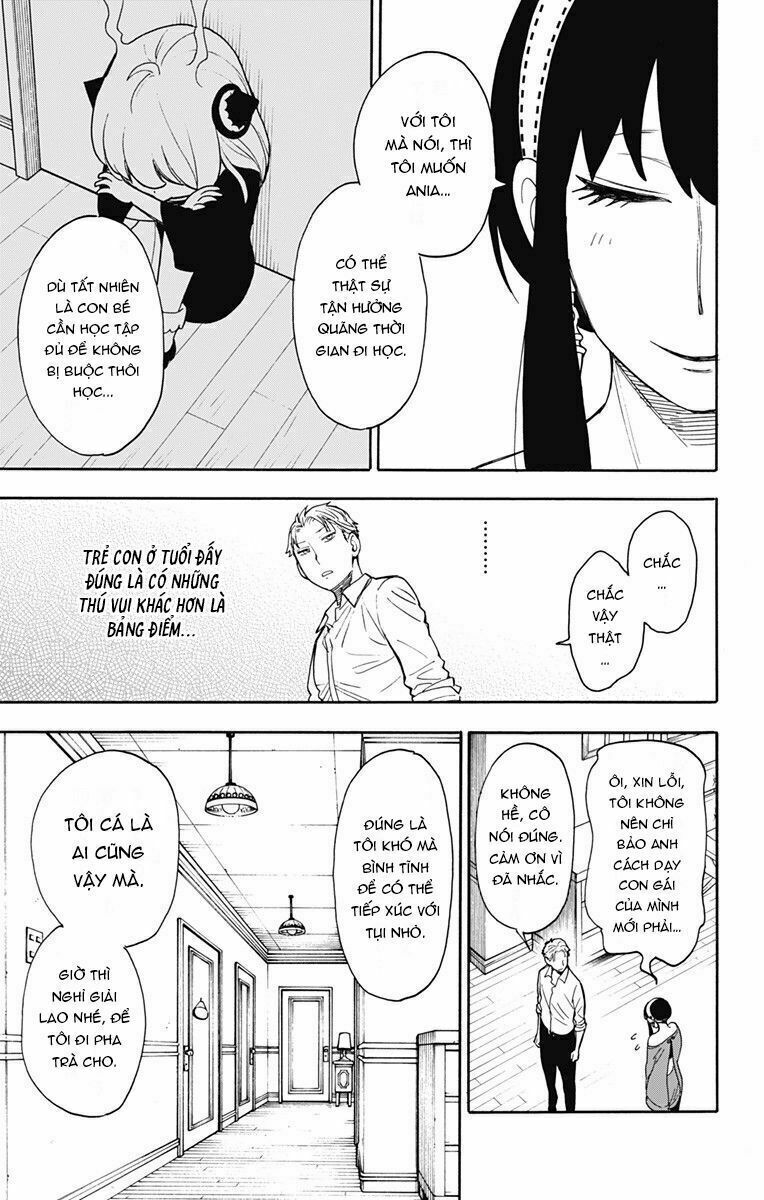 VỚI TÔI
MÀ NÓI, THÌ
TÔI MUỐN
ANIA...
CÓ THỂ
THẬT SỰ
TẬN HƯỞNG
QUÃNG THỜI
GIAN ĐI HỌC.
DÙ TẤT NHIÊN
LÀ CON BÉ
CẦN HỌC TẬP
ĐỦ ĐỂ KHÔNG
BỊ BUỘC THÔI
HỌC...
CHẮC
...
CHẮC
VẬY
THẬT
...
TRẺ CON Ở TUỔI ĐẤY
ĐÚNG LÀ CÓ NHỮNG
THÚ VUI KHÁC HƠN LÀ
BẢNG ĐIỂM...
ÔI, XIN LỖI,
TÔI KHÔNG
NÊN CHỈ
BẢO ANH
CÁCH DẠY
CON GÁI
CỦA MÌNH
MỚI PHẢI...
KHÔNG
HỀ, CÔ
NÓI ĐÚNG.
CẢM ƠN VÌ
ĐÃ NHẮC.
ĐÚNG LÀ
TÔI KHÓ MÀ
BÌNH TĨNH
ĐỂ CÓ THỂ
TIẾP XÚC VỚI
TỤI NHỎ.
TÔI CÁ LÀ
AI CŨNG
VẬY MÀ.
GIỜ THÌ
NGHỈ GIẢI
LAO NHÉ, ĐỂ
TÔI ĐI PHA
TRÀ CHO.